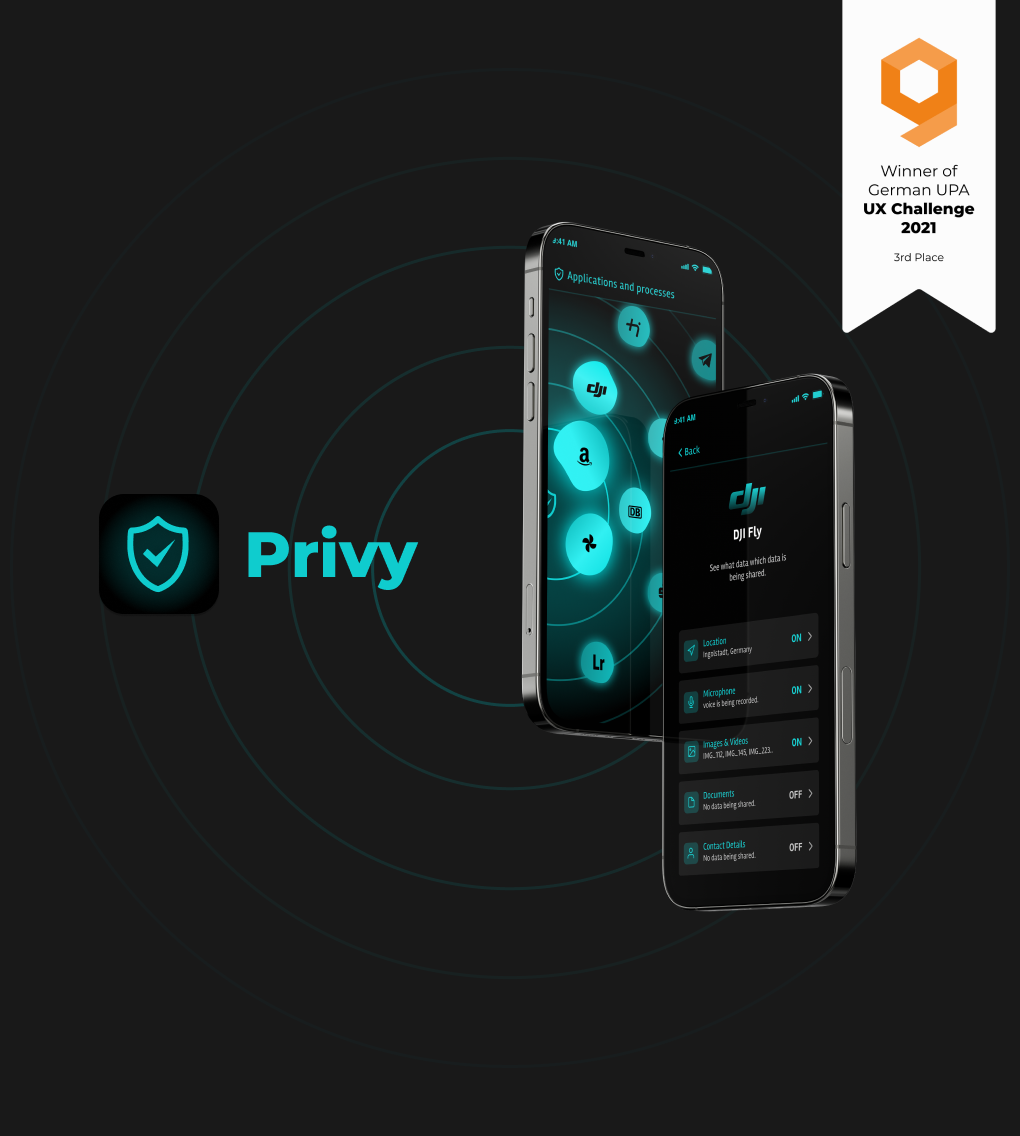 Winner of
German UPA
UX Challenge
2021
3rd Place
Privy
9:41 AM
Applications and processes
dji
a
DB
Lr
9:41 AM
Back
dji
DJI Fly
See what data which data is
being shared.
Location
Ingolstadt, Germany
ON
Microphone
voice is being recorded.
ON
Images & Videos
IMG_112, IMG_145, IMG_223..
ON
Documents
No data being shared.
OFF
Contact Details
No data being shared.
OFF